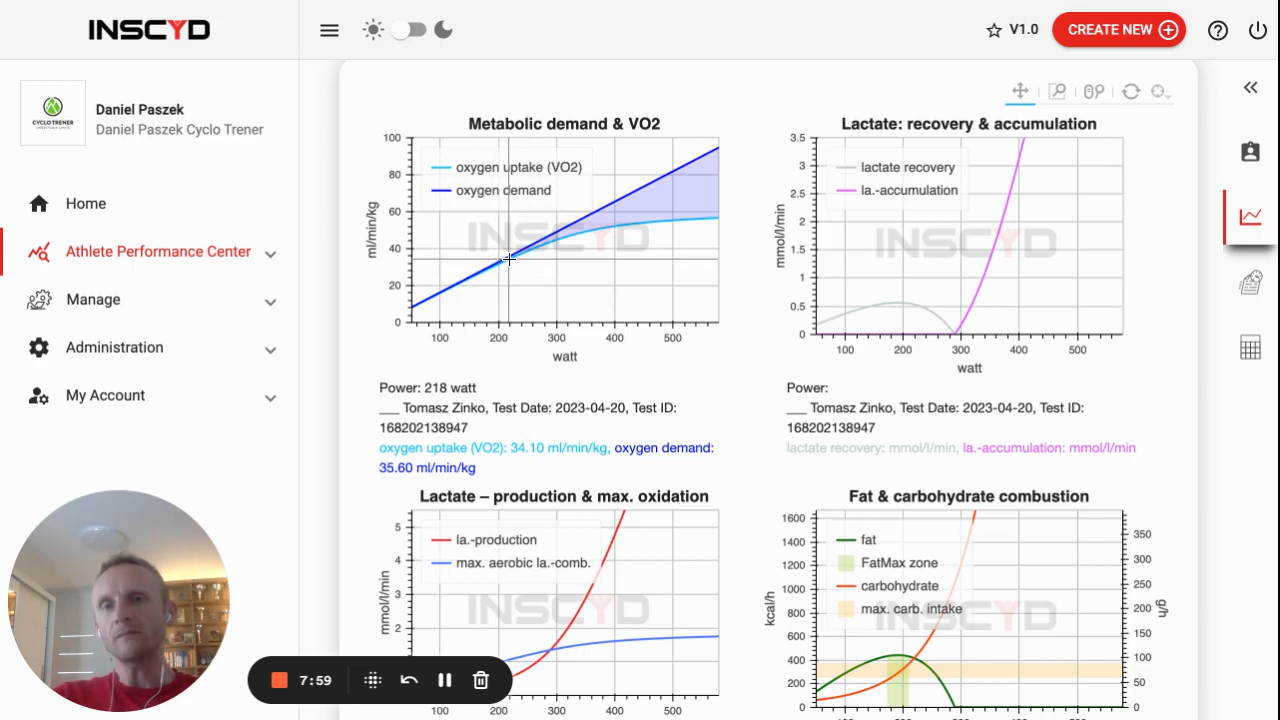 INSCYD
V1.0
CREATE NEW
CYCLO TRENER
Daniel Paszek
Daniel Paszek Cyclo Trener
Home
Athlete Performance Center
Manage
Administration
My Account
Metabolic demand & VO2
100
80
60
40
20
0
ml/min/kg
oxygen uptake (VO2)
oxygen demand
INSCYD
100 200 300 400 500
watt
Power: 218 watt
___ Tomasz Zinko, Test Date: 2023-04-20, Test ID:
168202138947
oxygen uptake (VO2): 34.10 ml/min/kg, oxygen demand:
35.60 ml/min/kg
Lactate: recovery & accumulation
3.5
3
2.5
2
1.5
1
0.5
0
mmol/l/min
lactate recovery
la.-accumulation
INSCYD
100 200 300 400 500
watt
Power:
___ Tomasz Zinko, Test Date: 2023-04-20, Test ID:
168202138947
lactate recovery: mmol/l/min, la.-accumulation: mmol/l/min
Lactate – production & max. oxidation
5
4
3
2
mmol/l/min
la.-production
max. aerobic la.-comb.
INSCYD
100 200 300 400 500
Fat & carbohydrate combustion
1600
1400
1200
1000
800
600
400
200
0
kcal/h
fat
FatMax zone
carbohydrate
max. carb. intake
INSCYD
350
300
250
200
150
100
50
0
g/h
7:59